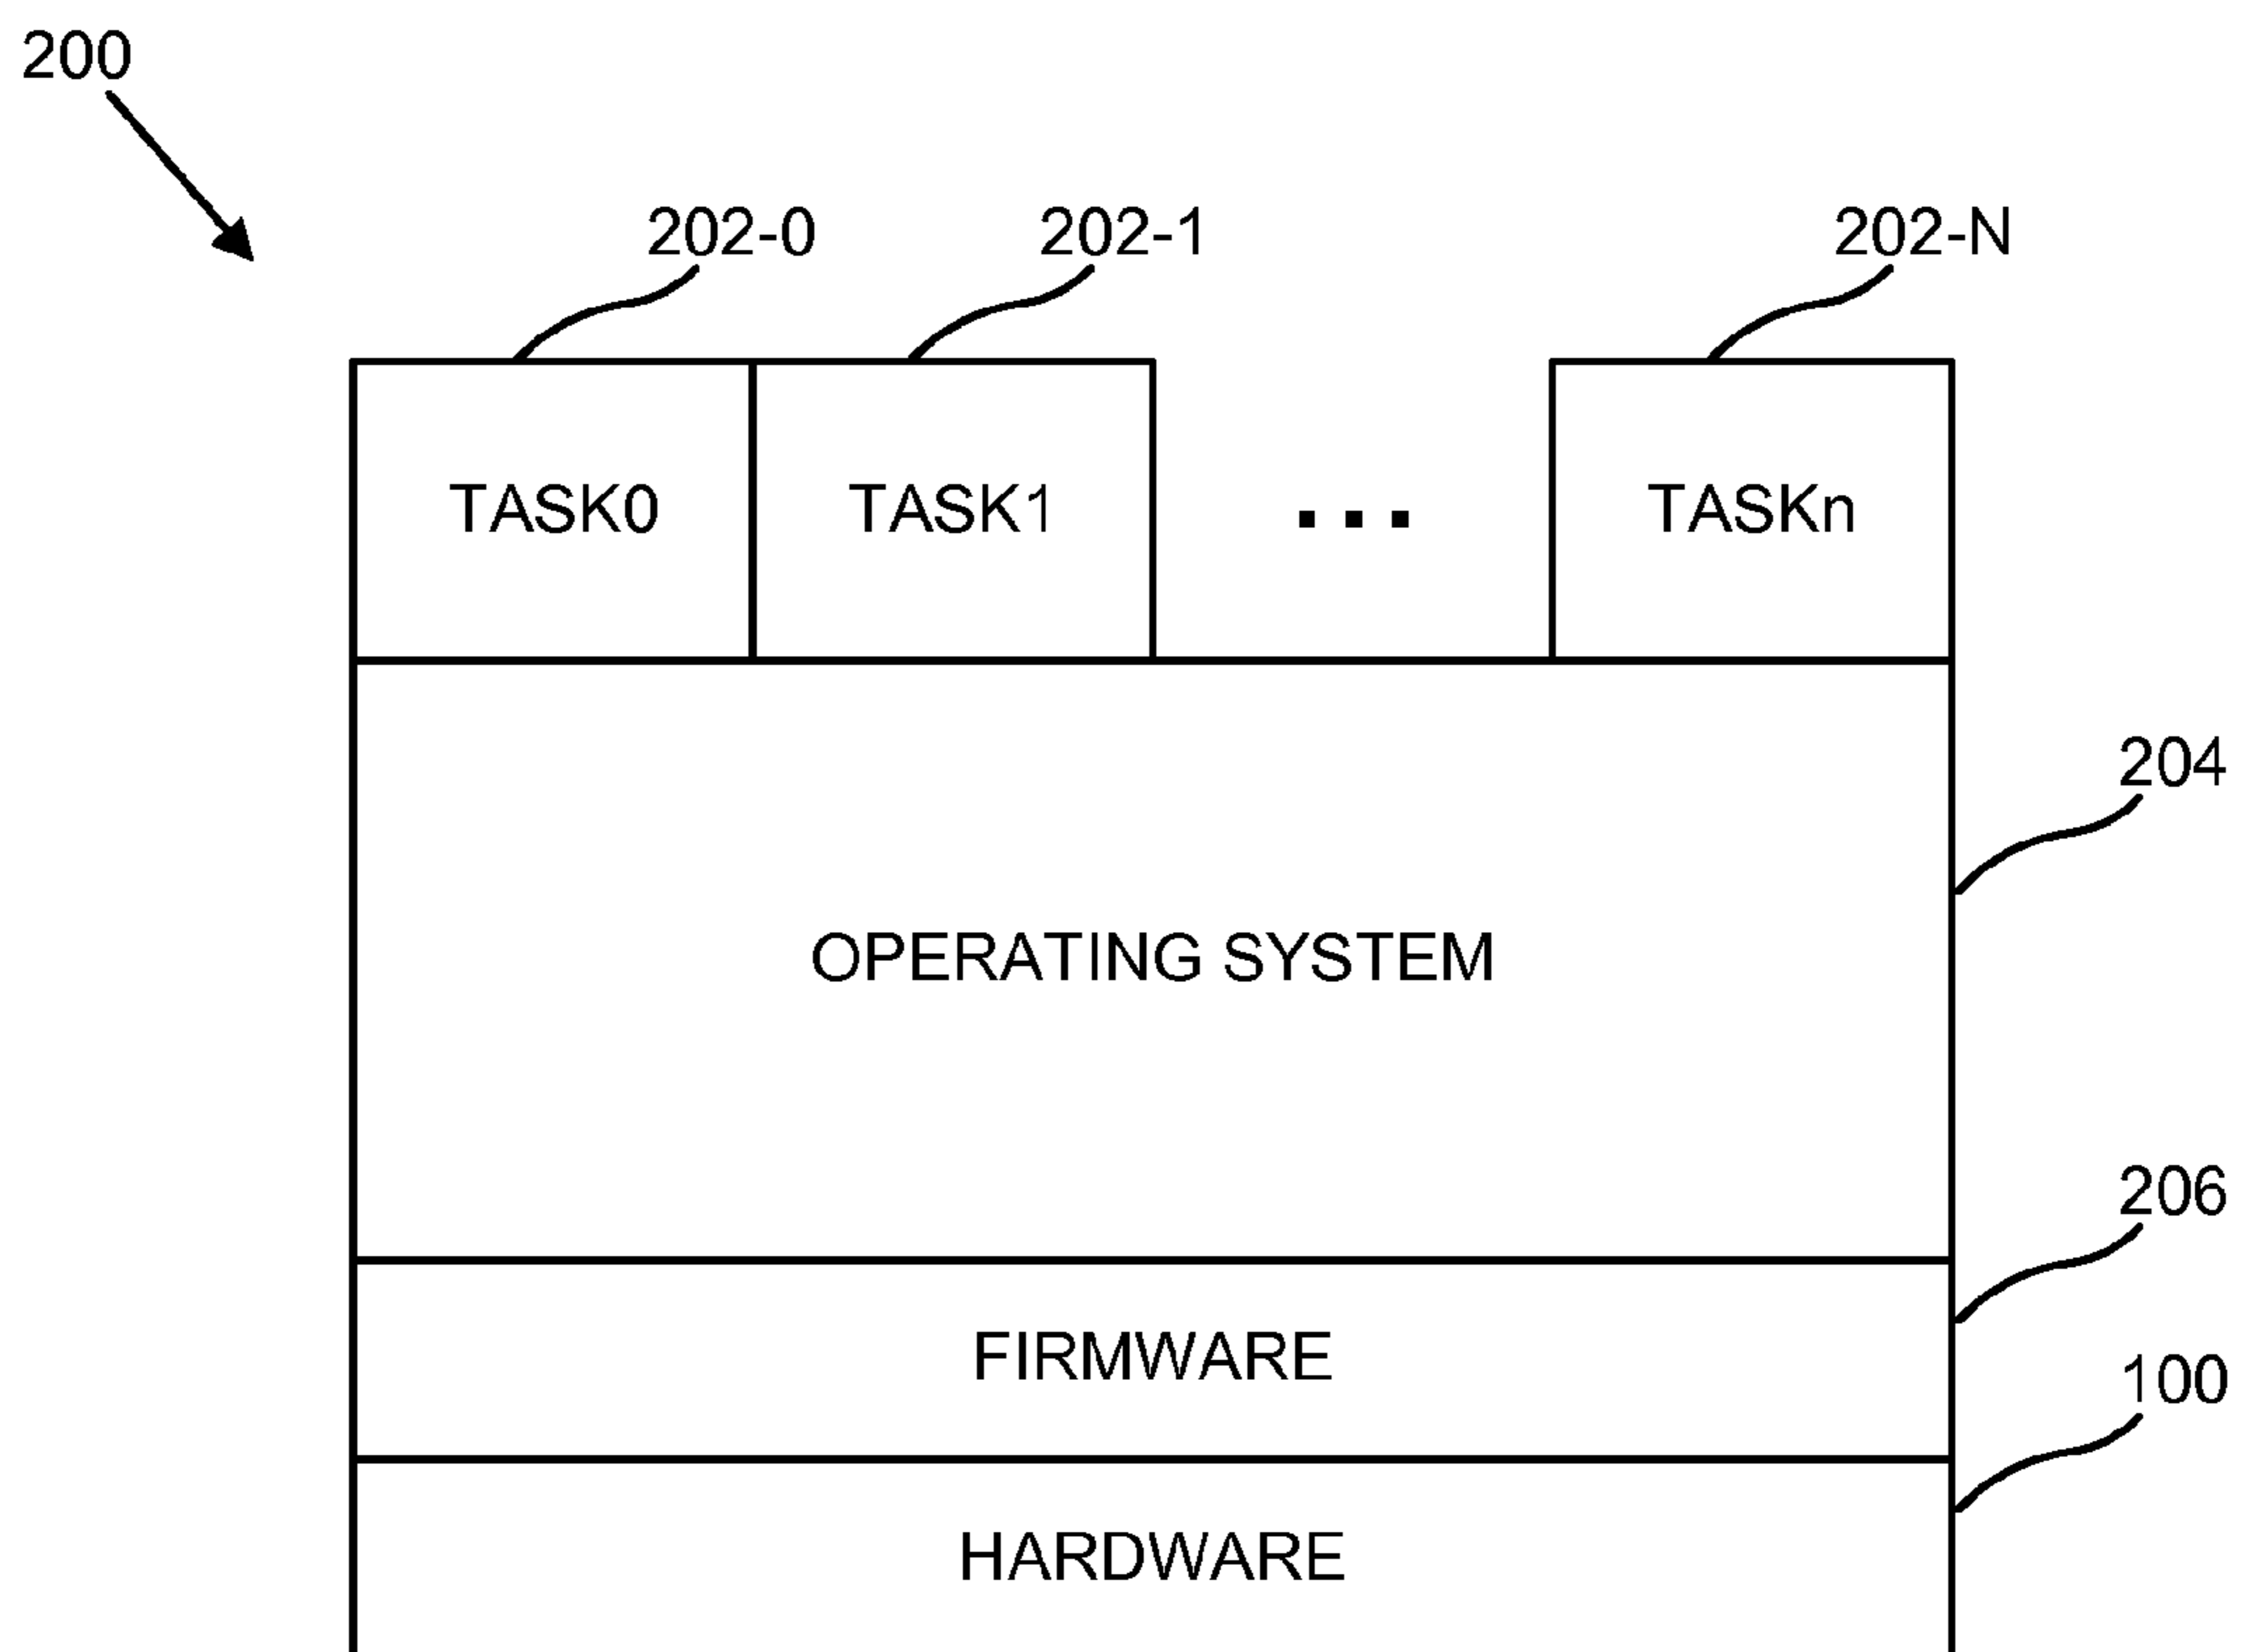 200
202-0 202-1 202-N
TASK0 TASK1 ... TASKn
204
OPERATING SYSTEM
206
FIRMWARE
100
HARDWARE